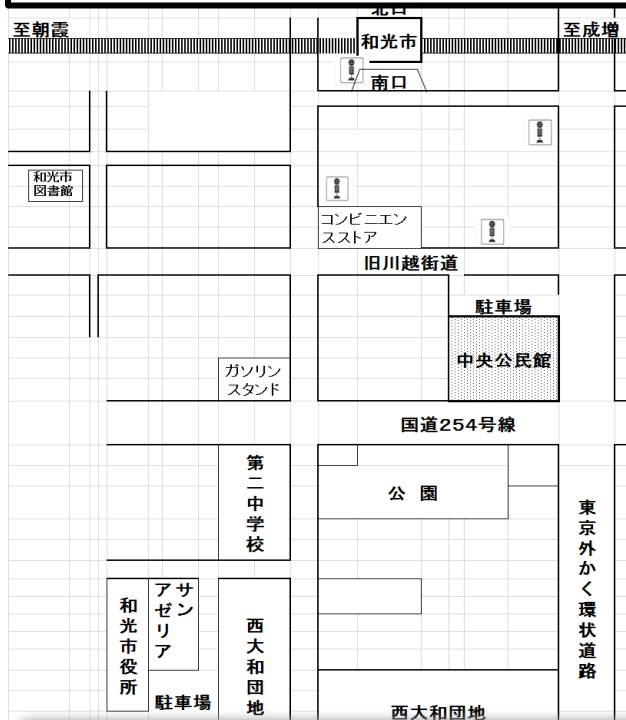 北口
至朝霞
和光市
至成増
南口
和光市
図書館
コンビニエン
スストア
旧川越街道
駐車場
中央公民館
ガソリン
スタンド
国道254号線
第二中学校
公 園
東京外かく環状道路
和光市役所
サン
アゼリア
駐車場
西大和団地
西大和団地